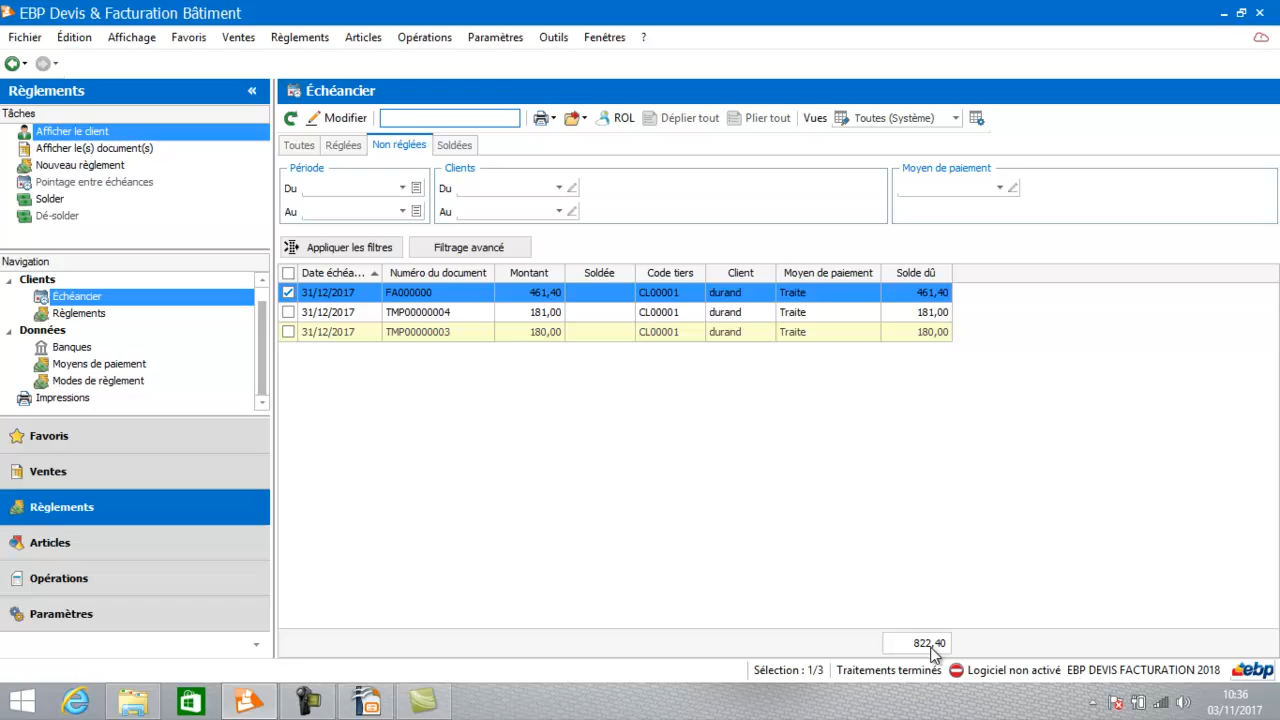 EBP Devis & Facturation Bâtiment
Fichier Édition Affichage Favoris Ventes Règlements Articles Opérations Paramètres Outils Fenêtres ?
Règlements «
Tâches
Afficher le client
Afficher le(s) document(s)
Nouveau règlement
Pointage entre échéances
Solder
Dé-solder
Navigation
Clients
Échéancier
Règlements
Données
Banques
Moyens de paiement
Modes de règlement
Impressions
Favoris
Ventes
Règlements
Articles
Opérations
Paramètres
Échéancier
Modifier ROL Déplier tout Plier tout Vues Toutes (Système)
Toutes Réglées Non réglées Soldées
Période Clients Moyen de paiement
Du Du
Au Au
Appliquer les filtres Filtrage avancé
Date échéa... Numéro du document Montant Soldée Code tiers Client Moyen de paiement Solde dû
31/12/2017 FA000000 461,40 CL00001 durand Traite 461,40
31/12/2017 TMP00000004 181,00 CL00001 durand Traite 181,00
31/12/2017 TMP00000003 180,00 CL00001 durand Traite 180,00
822,40
Sélection : 1/3 Traitements terminés Logiciel non activé EBP DEVIS FACTURATION 2018 ebp
10:36
03/11/2017